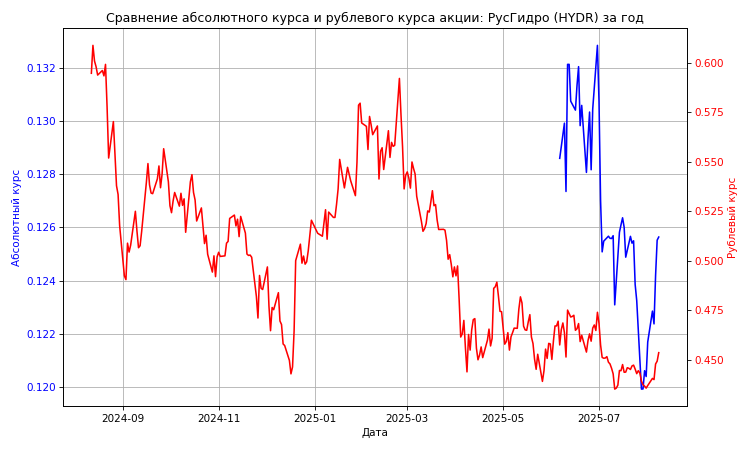 Сравнение абсолютного курса и рублевого курса акции: РусГидро (HYDR) за год
0.132
0.130
0.128
0.126
0.124
0.122
0.120
Абсолютный курс
0.600
0.575
0.550
0.525
0.500
0.475
0.450
Рублевый курс
2024-09 2024-11 2025-01 2025-03 2025-05 2025-07
Дата